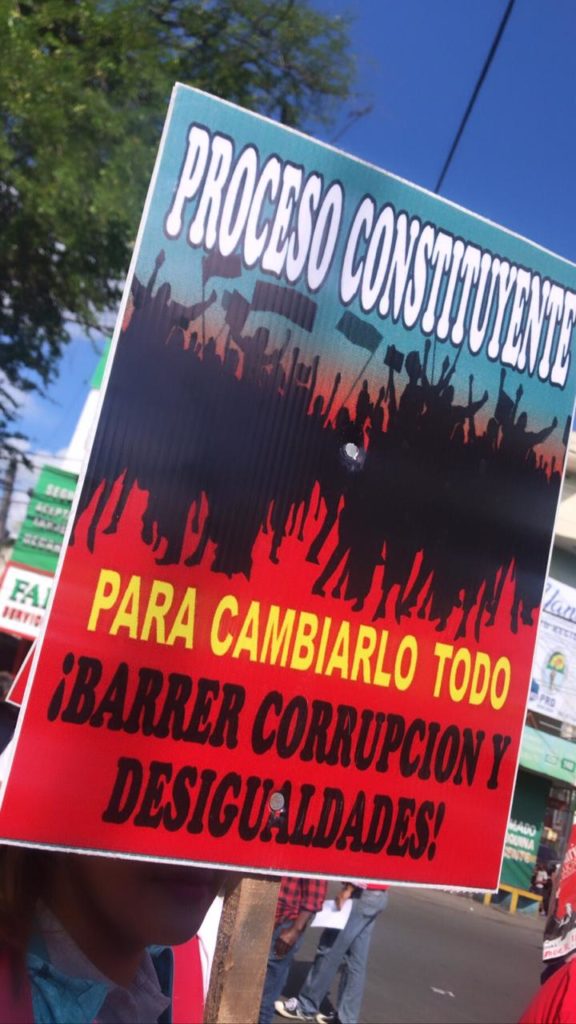 PROCESO CONSTITUYENTE
PARA CAMBIARLO TODO
¡BARRER CORRUPCION Y
DESIGUALDADES!